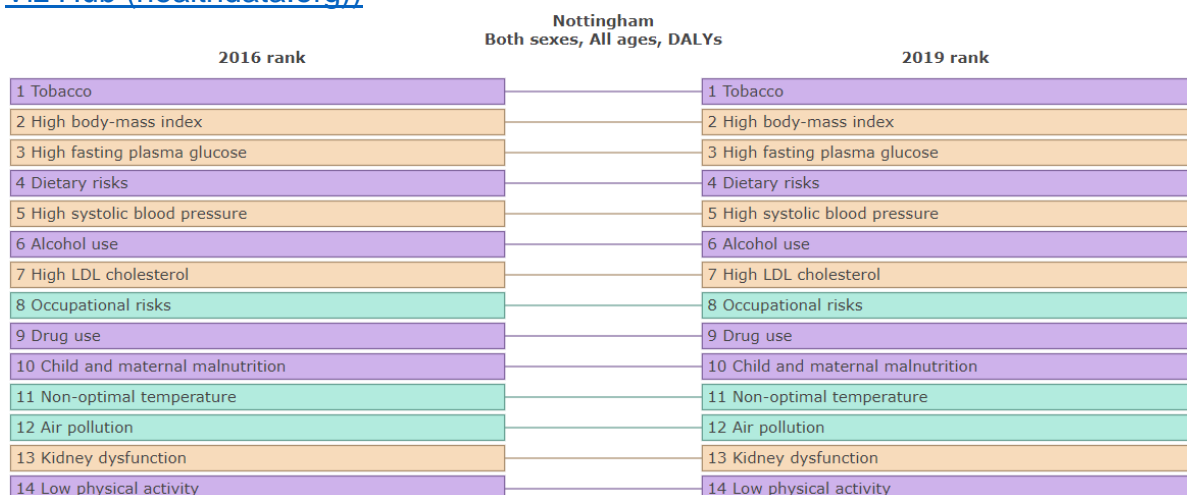 Viz Hub (healthdata.org))
Nottingham
Both sexes, All ages, DALYs
2016 rank
2019 rank
1 Tobacco
1 Tobacco
2 High body-mass index
2 High body-mass index
3 High fasting plasma glucose
3 High fasting plasma glucose
4 Dietary risks
4 Dietary risks
5 High systolic blood pressure
5 High systolic blood pressure
6 Alcohol use
6 Alcohol use
7 High LDL cholesterol
7 High LDL cholesterol
8 Occupational risks
8 Occupational risks
9 Drug use
9 Drug use
10 Child and maternal malnutrition
10 Child and maternal malnutrition
11 Non-optimal temperature
11 Non-optimal temperature
12 Air pollution
12 Air pollution
13 Kidney dysfunction
13 Kidney dysfunction
14 Low physical activity
14 Low physical activity